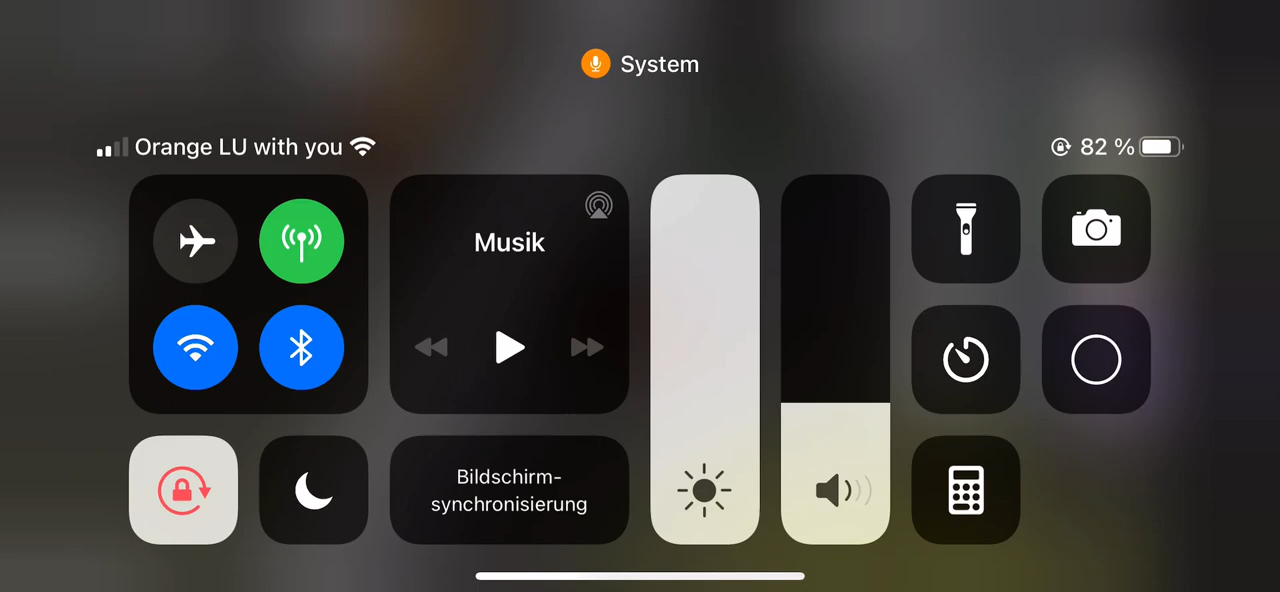 System
Orange LU with you
82 %
Musik
Bildschirm-
synchronisierung